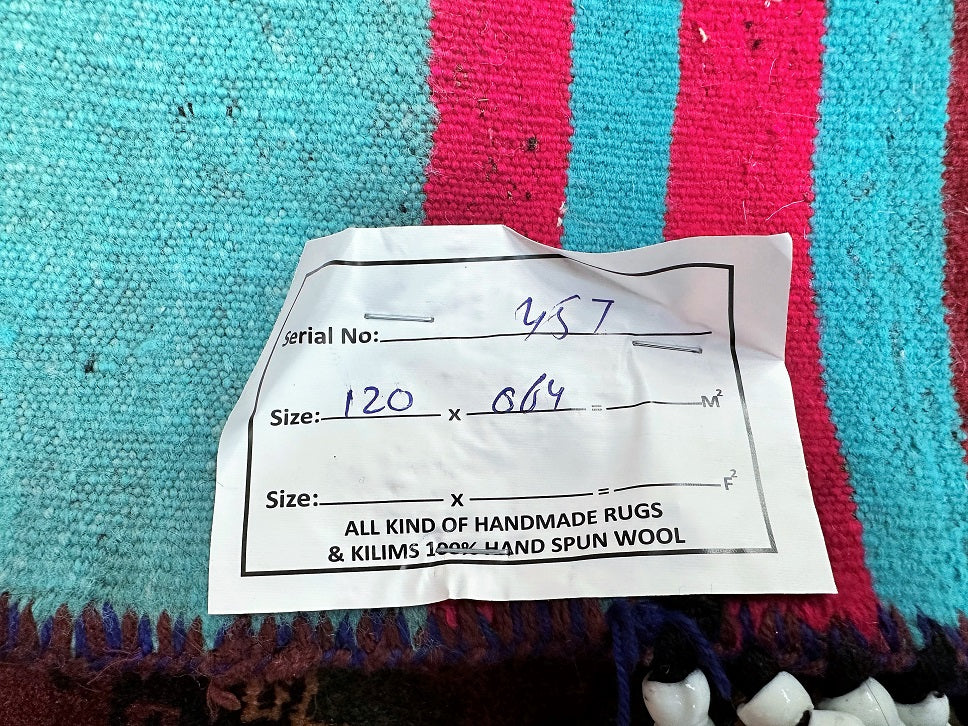 Serial No: 457
Size: 120 x 064 = M²
Size: x = F²
ALL KIND OF HANDMADE RUGS
& KILIMS 100% HAND SPUN WOOL